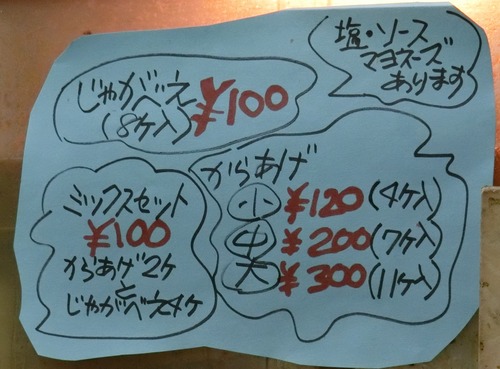 塩・ソース
マヨネーズ
あります
じゃがべえ
(8ケ入) ¥100
からあげ
小 ¥120 (4ケ入)
中 ¥200 (7ケ入)
大 ¥300 (11ケ入)
ミックスセット
¥100
からあげ2ケ
じゃがべえ4ケ